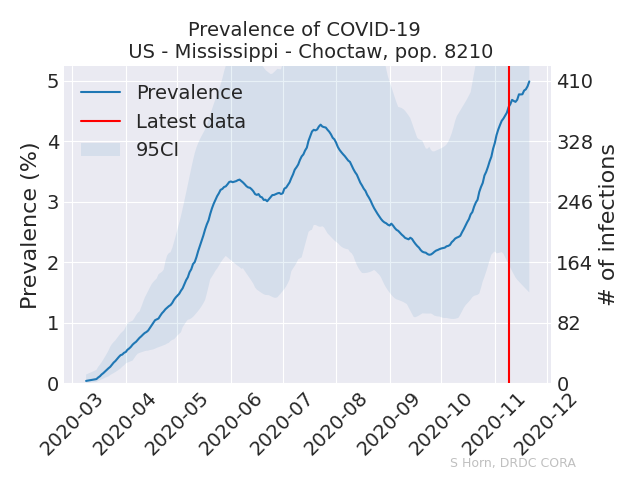 Prevalence of COVID-19
US - Mississippi - Choctaw, pop. 8210
Prevalence
Latest data
95CI
Prevalence (%)
5
4
3
2
1
0
410
328
246
164
82
0
# of infections
2020-03
2020-04
2020-05
2020-06
2020-07
2020-08
2020-09
2020-10
2020-11
2020-12
S Horn, DRDC CORA